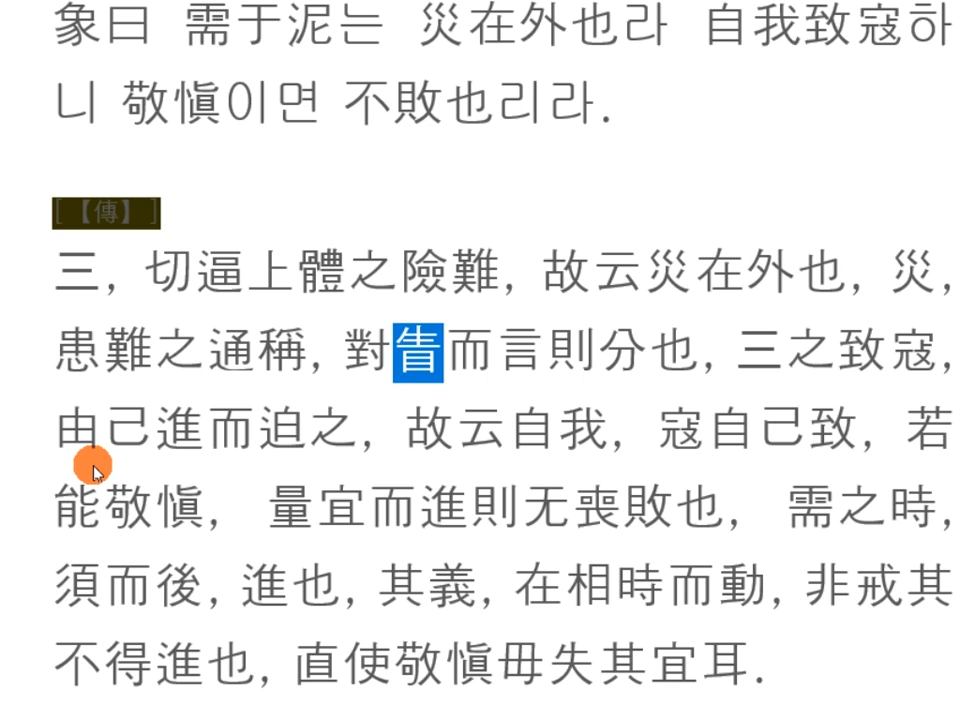 象曰 需于泥는 災在外也라 自我致寇하
니 敬愼이면 不敗也리라.
[【傳】]
三, 切逼上體之險難, 故云災在外也, 災,
患難之通稱, 對眚而言則分也, 三之致寇,
由己進而迫之, 故云自我, 寇自己致, 若
能敬愼, 量宜而進則无喪敗也, 需之時,
須而後, 進也, 其義, 在相時而動, 非戒其
不得進也, 直使敬愼毋失其宜耳.